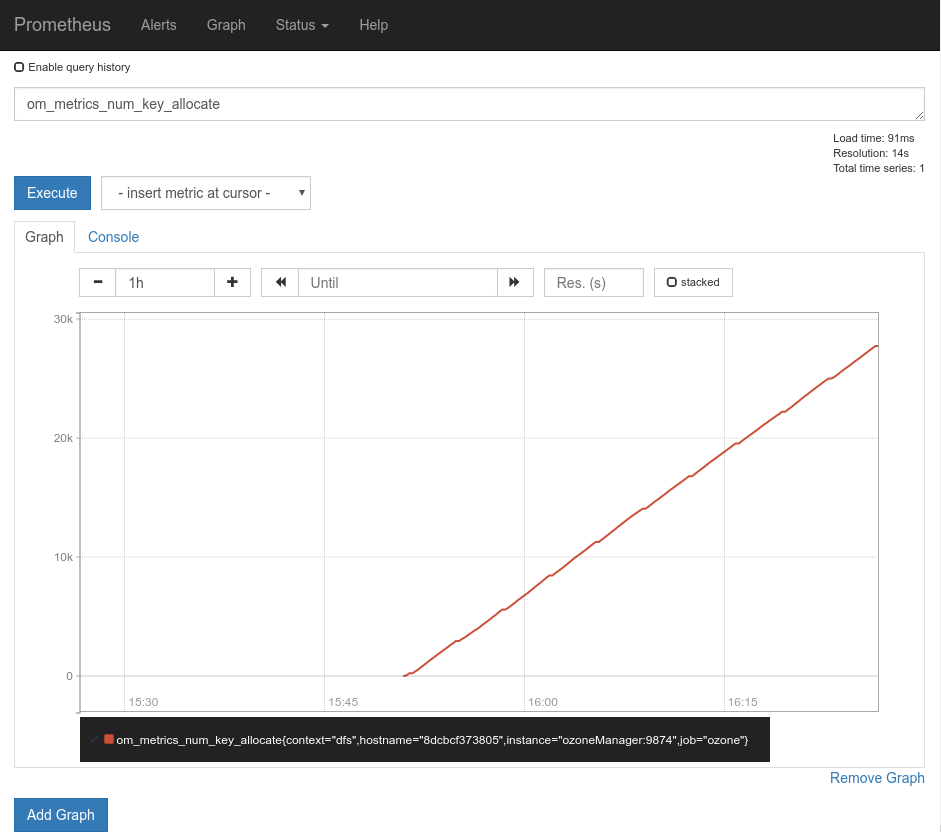 Prometheus Alerts Graph Status Help
Enable query history
om_metrics_num_key_allocate
Load time: 91ms
Resolution: 14s
Total time series: 1
Execute - insert metric at cursor -
Graph Console
1h Until Res. (s) stacked
30k
20k
10k
0
15:30 15:45 16:00 16:15
om_metrics_num_key_allocate{context="dfs",hostname="8dcbcf373805",instance="ozoneManager:9874",job="ozone"}
Remove Graph
Add Graph